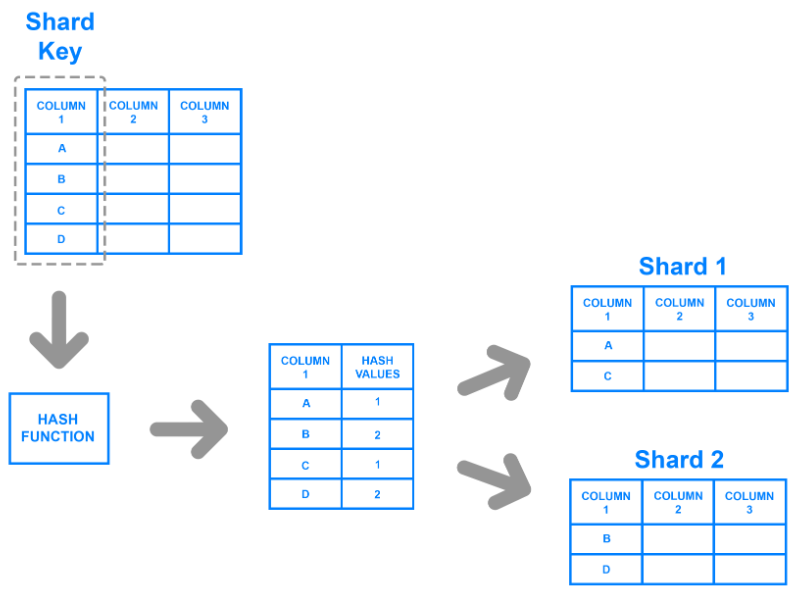 Shard
Key
COLUMN
1
COLUMN
2
COLUMN
3
A
B
C
D
HASH
FUNCTION
COLUMN
1
HASH
VALUES
A
1
B
2
C
1
D
2
Shard 1
COLUMN
1
COLUMN
2
COLUMN
3
A
C
Shard 2
COLUMN
1
COLUMN
2
COLUMN
3
B
D